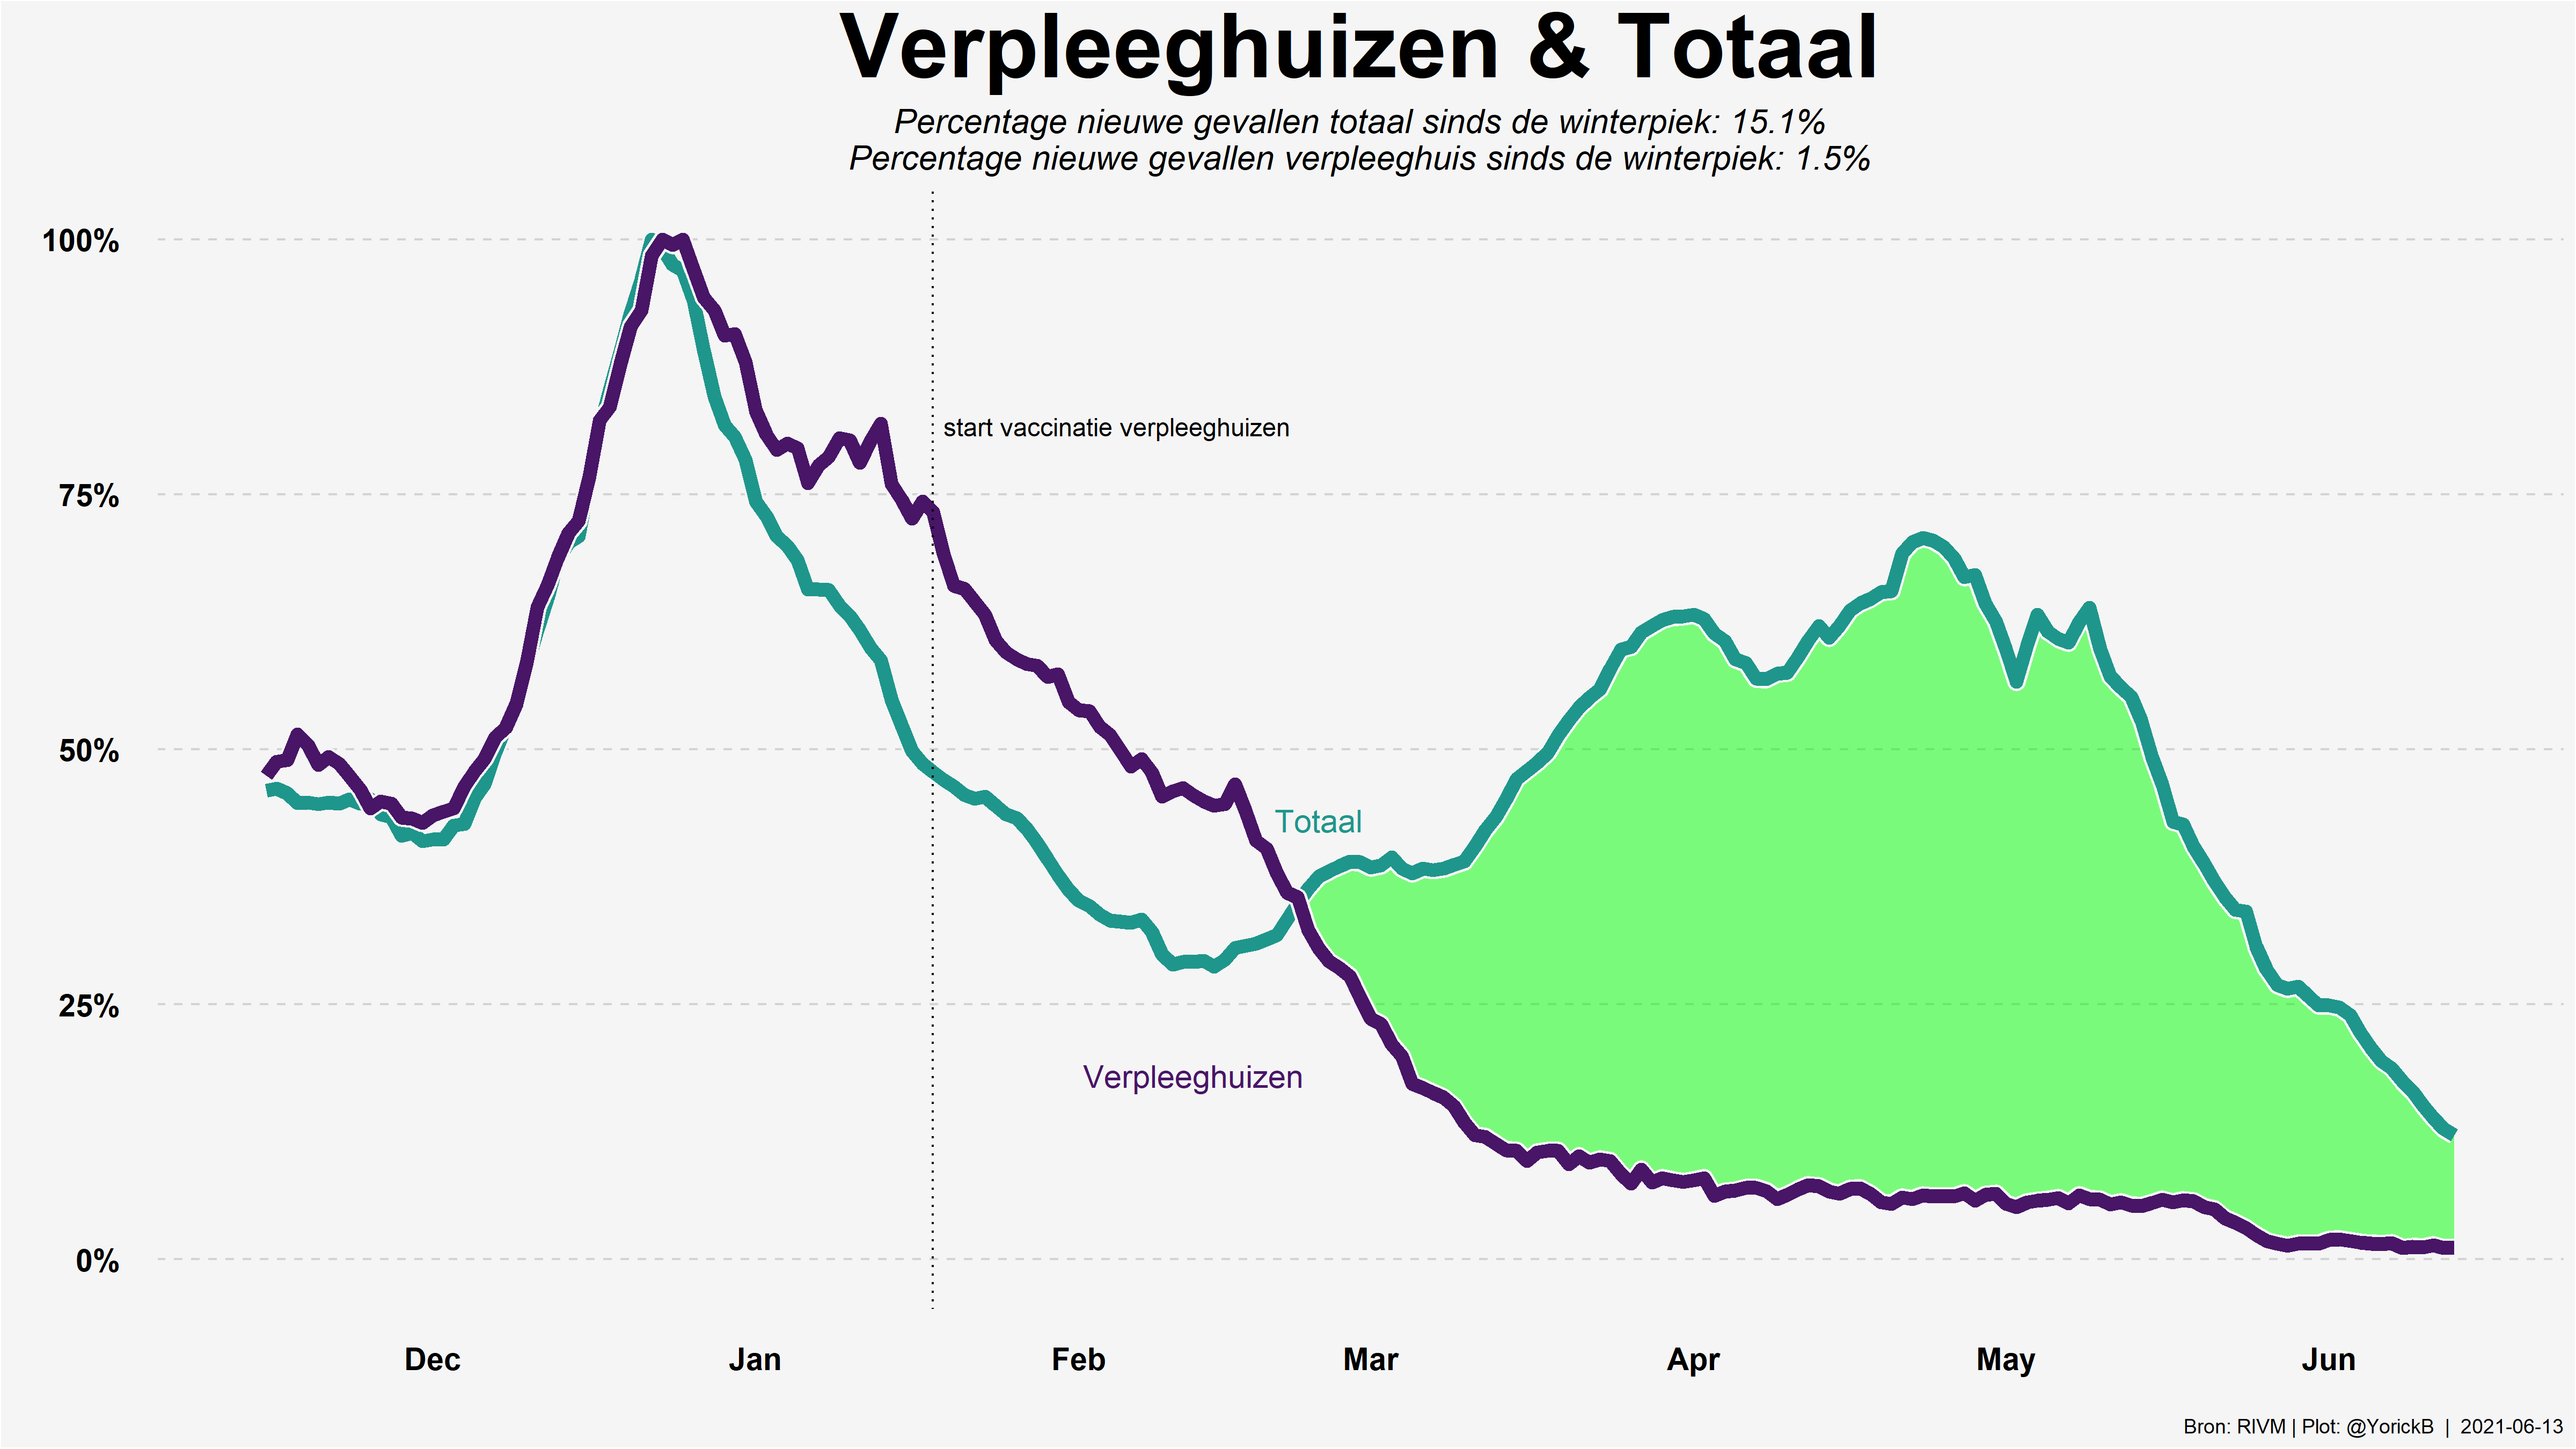 Verpleeghuizen & Totaal
Percentage nieuwe gevallen totaal sinds de winterpiek: 15.1%
Percentage nieuwe gevallen verpleeghuis sinds de winterpiek: 1.5%
100%
start vaccinatie verpleeghuizen
75%
50%
Totaal
25%
Verpleeghuizen
0%
Dec Jan Feb Mar Apr May Jun
Bron: RIVM | Plot: @YorickB | 2021-06-13